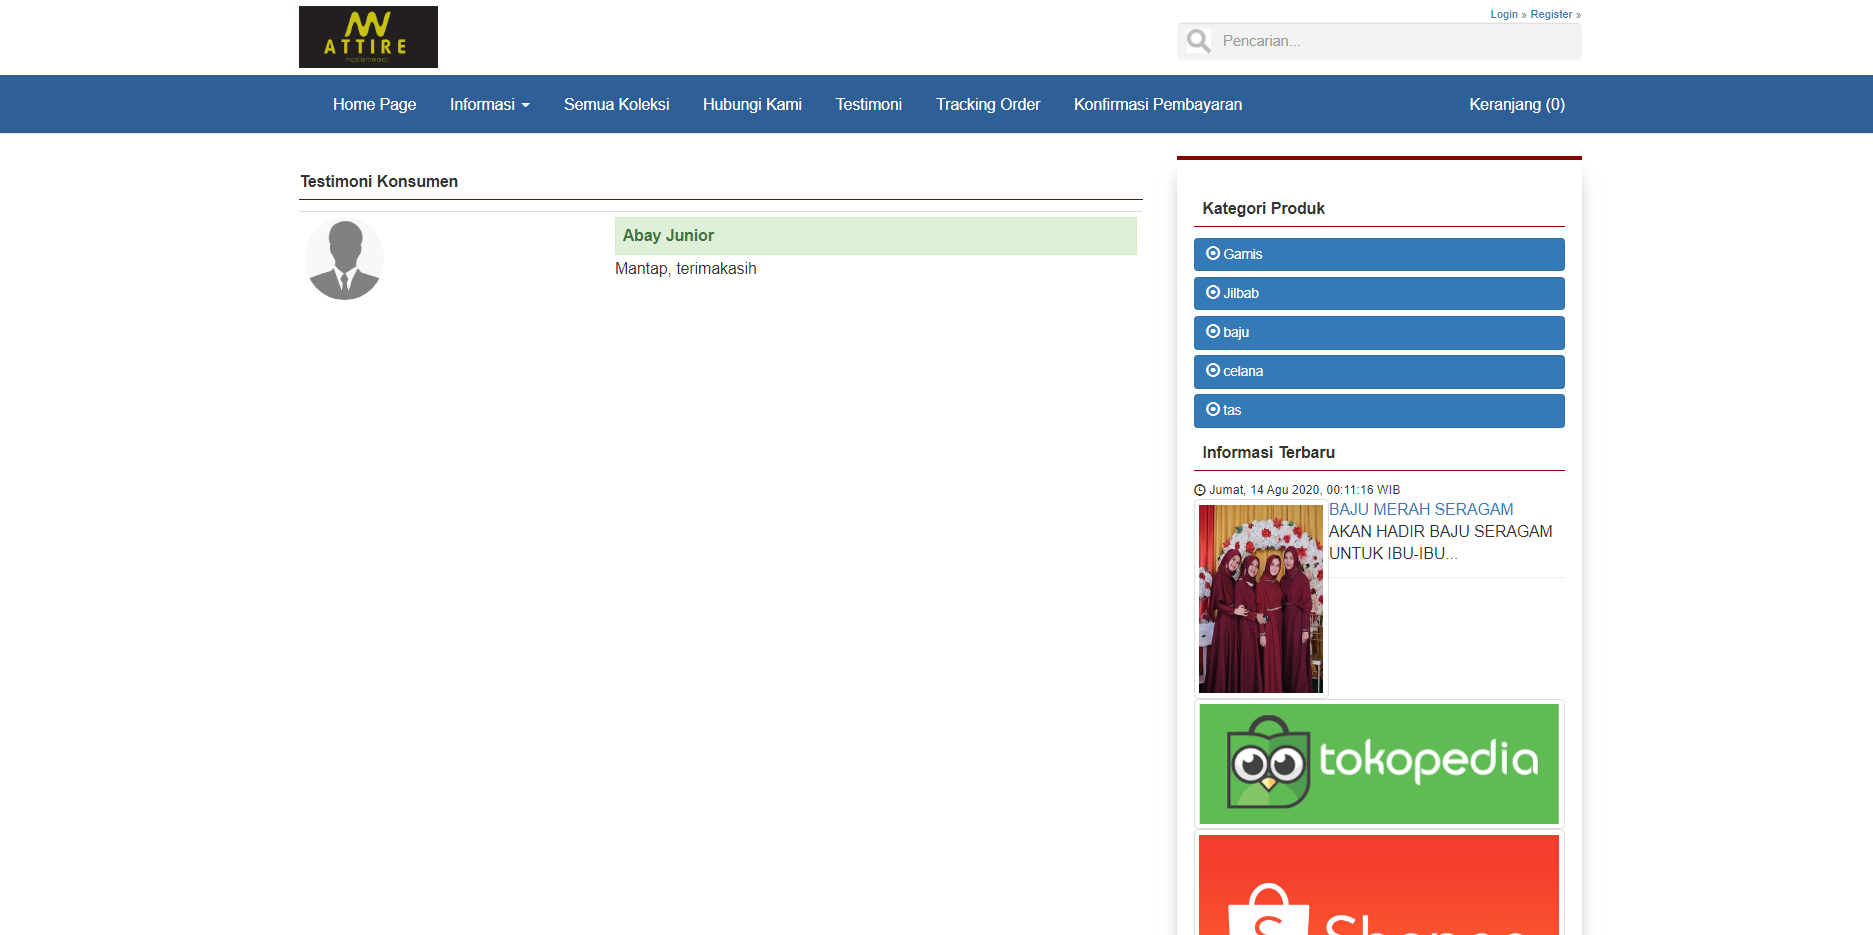 ATTIRE
Login » Register »
Pencarian...
Home Page
Informasi
Semua Koleksi
Hubungi Kami
Testimoni
Tracking Order
Konfirmasi Pembayaran
Keranjang (0)
Testimoni Konsumen
Abay Junior
Mantap, terimakasih
Kategori Produk
Gamis
Jilbab
baju
celana
tas
Informasi Terbaru
Jumat, 14 Agu 2020, 00:11:16 WIB
BAJU MERAH SERAGAM
AKAN HADIR BAJU SERAGAM
UNTUK IBU-IBU...
tokopedia
Shopee